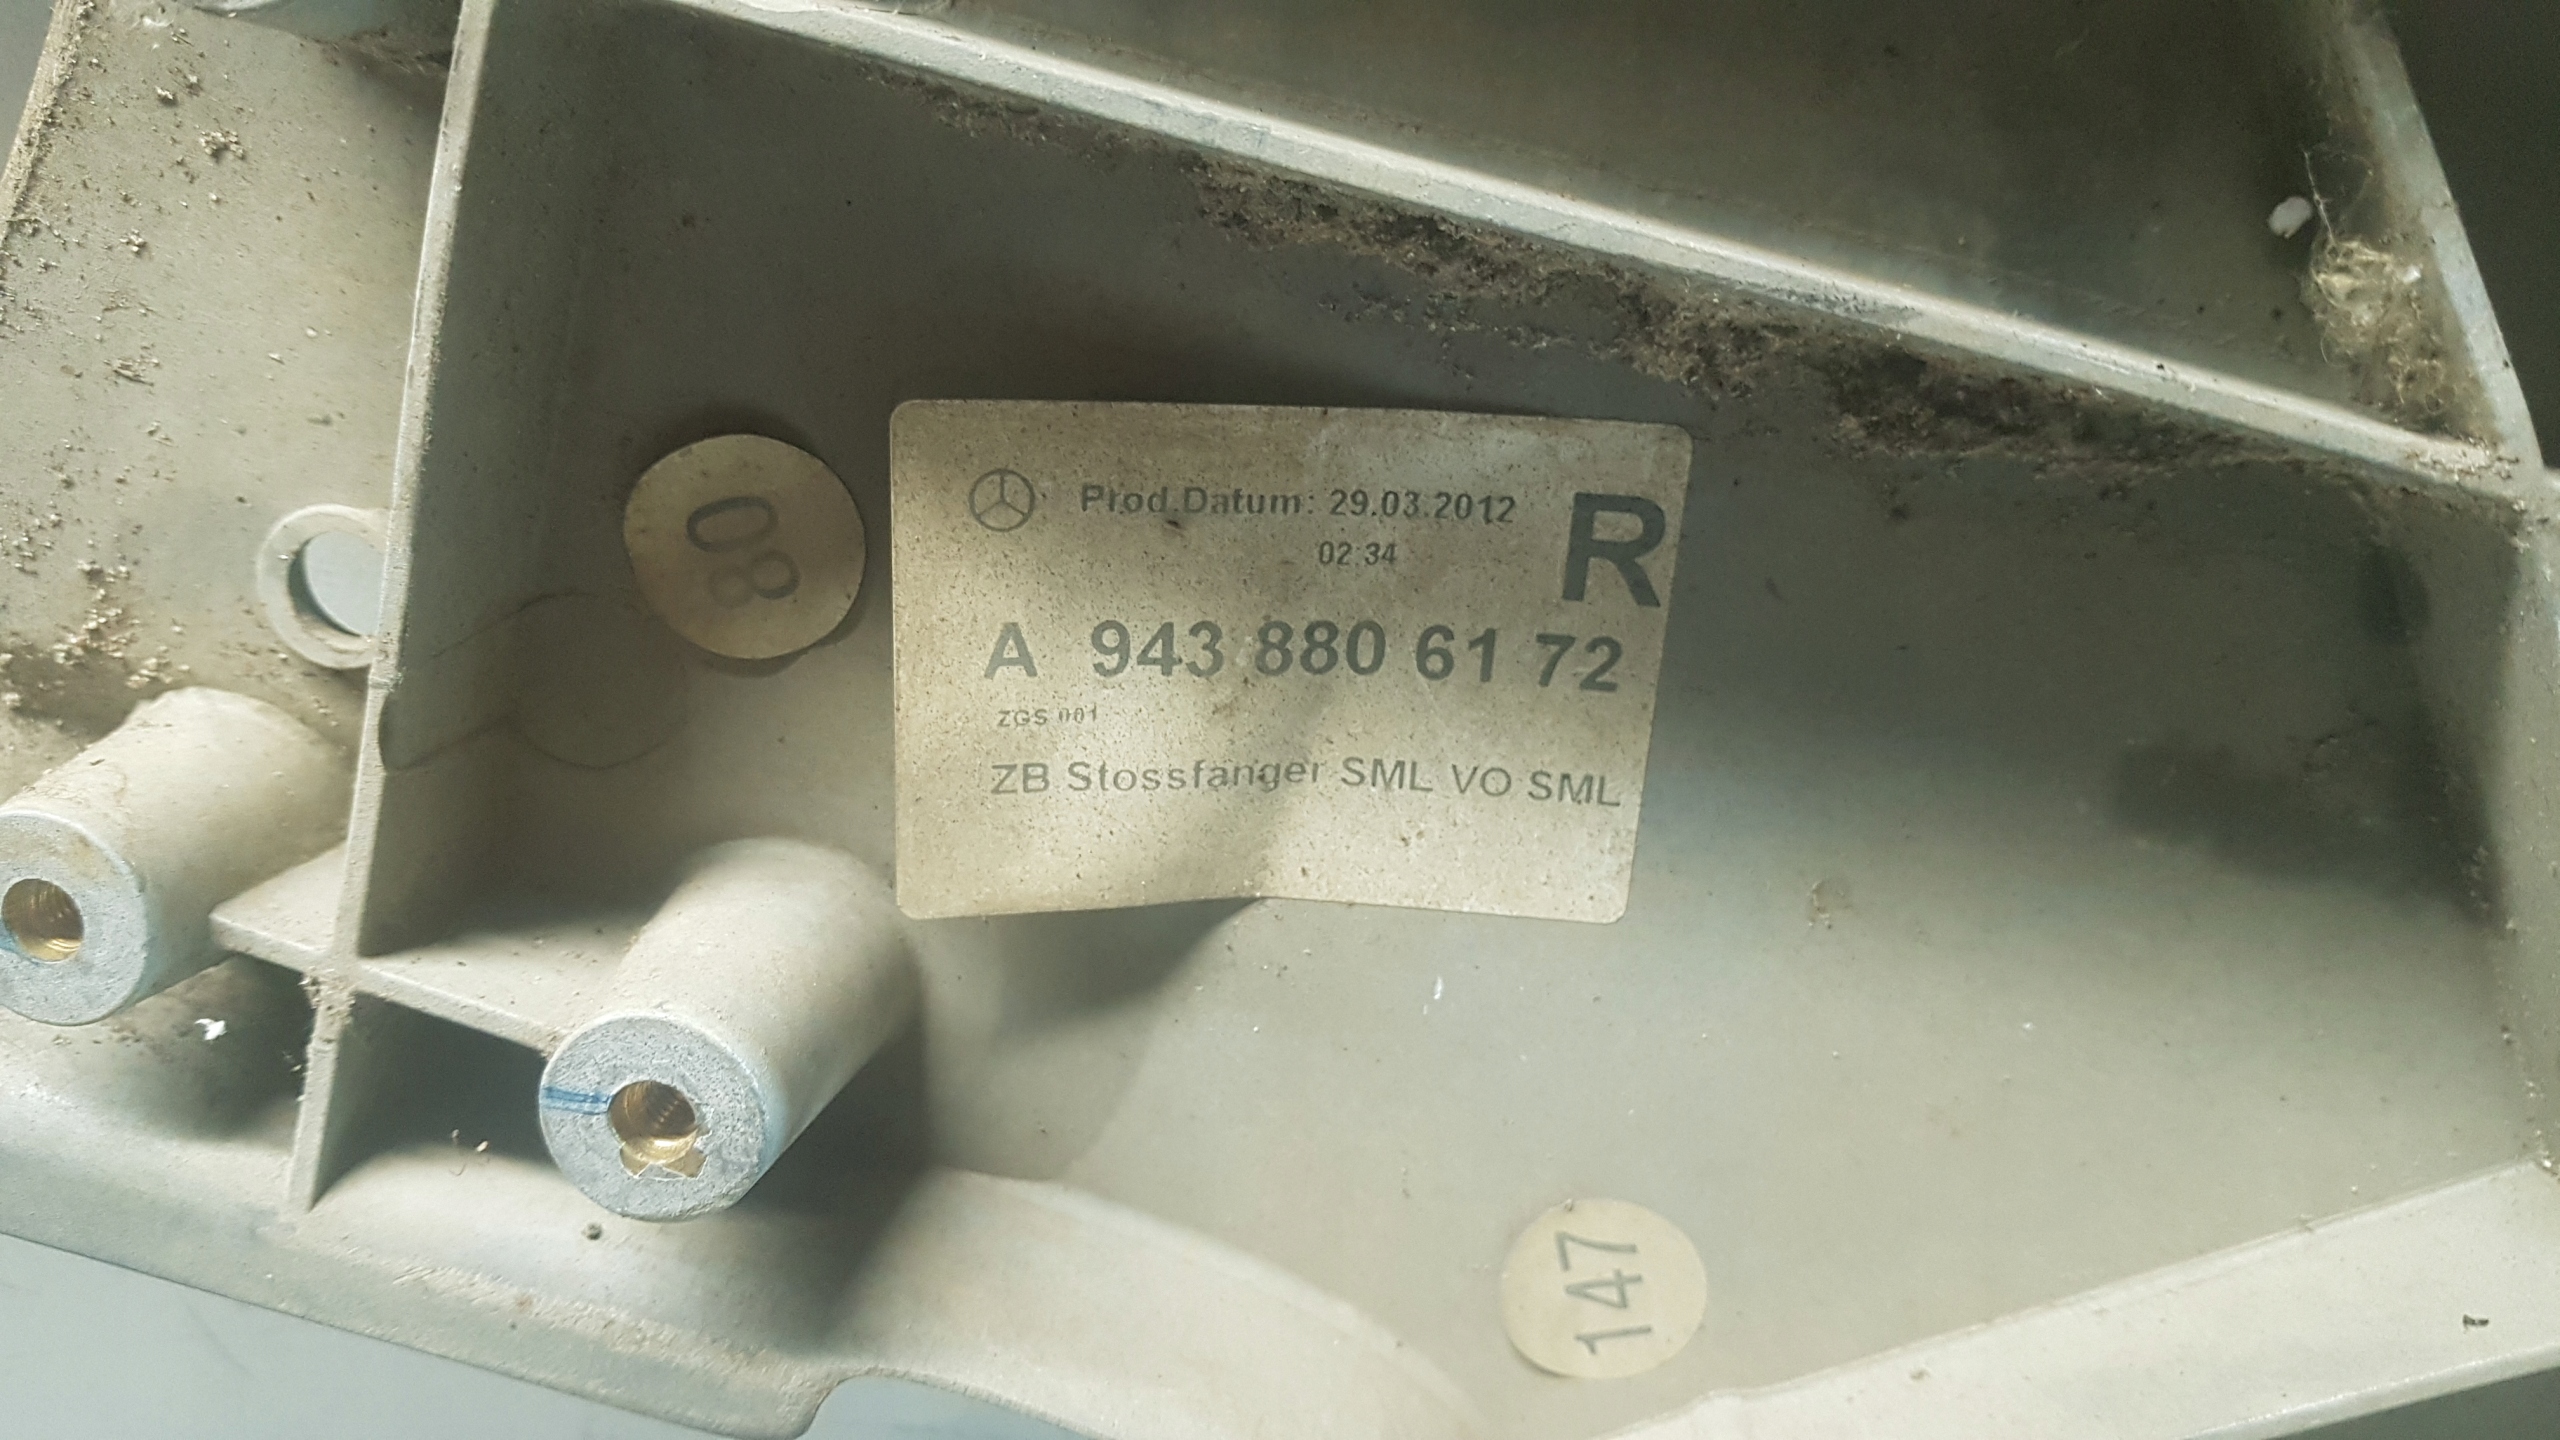 08
Prod.Datum: 29.03.2012
02:34
R
A 943 880 61 72
ZGS 001
ZB Stossfanger SML VO SML
147